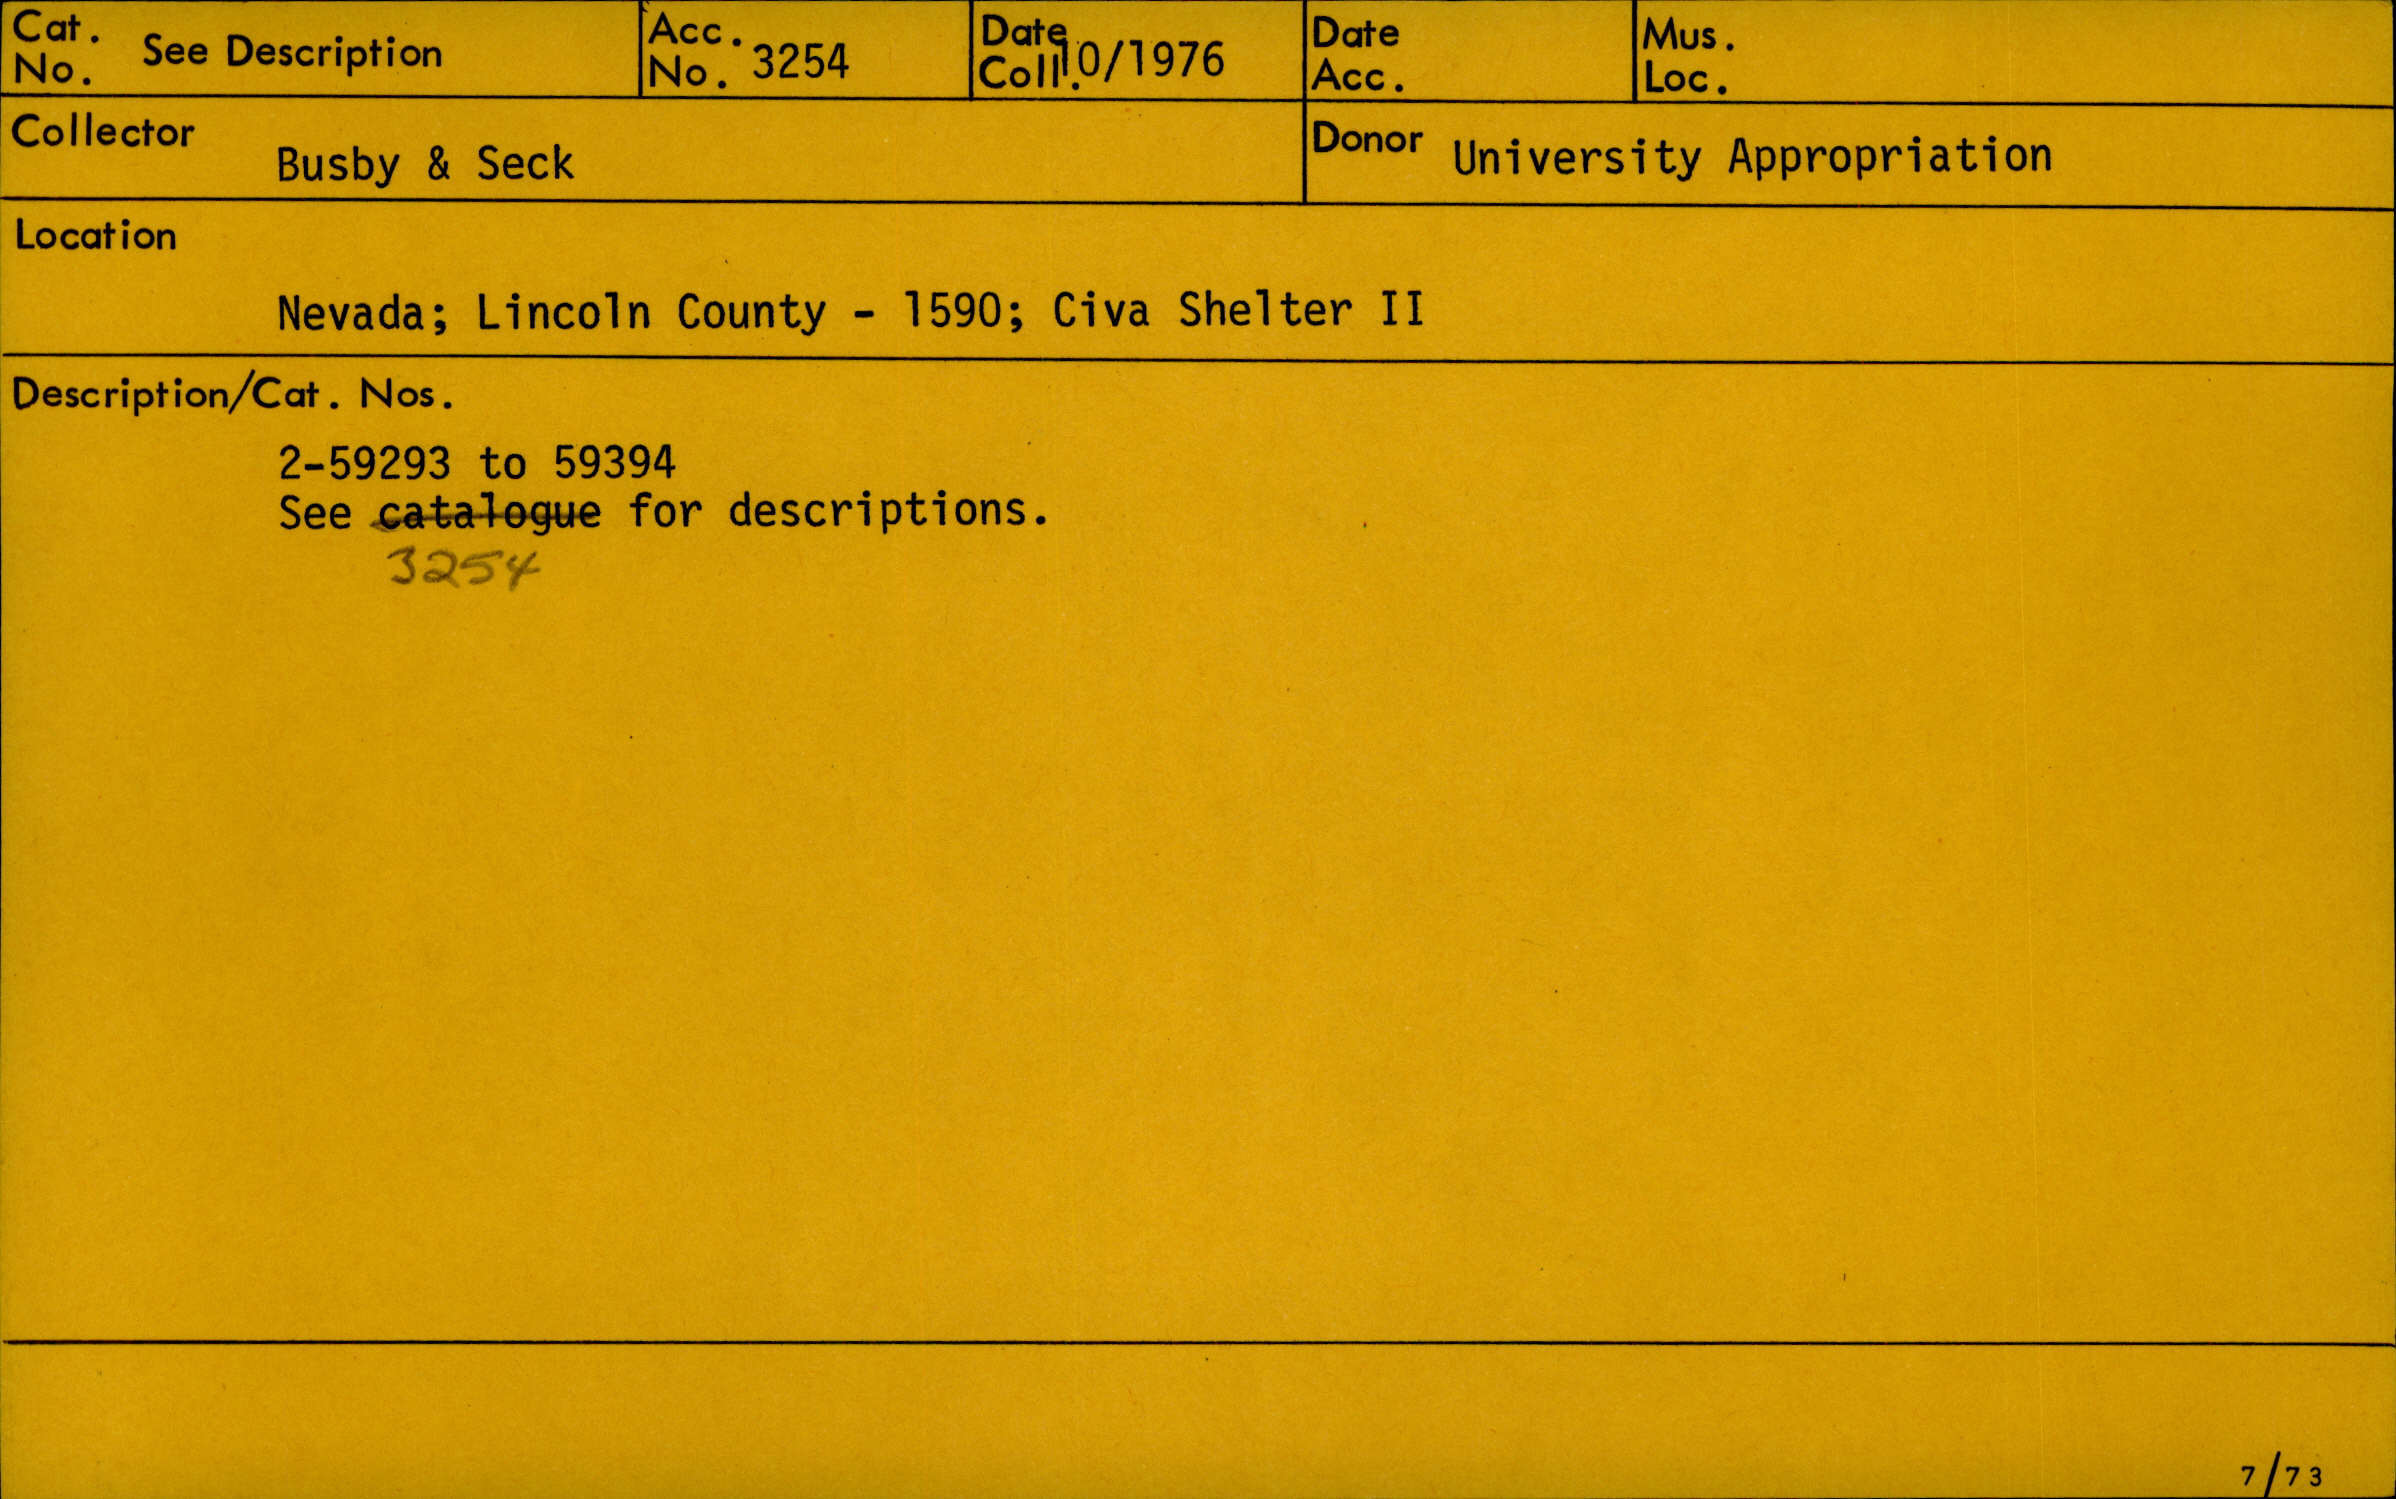 Cat. No. See Description
Acc. No. 3254
Date Coll. 10/1976
Date Acc.
Mus. Loc.
Collector
Busby & Seck
Donor University Appropriation
Location
Nevada; Lincoln County - 1590; Civa Shelter II
Description/Cat. Nos.
2-59293 to 59394
See catalogue for descriptions.
3254
7/73